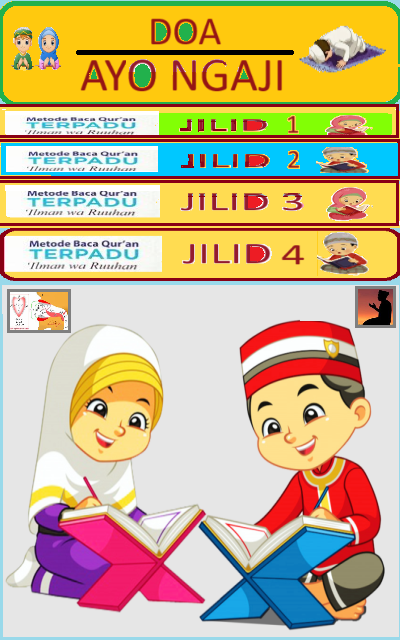 DOA
AYO NGAJI
Metode Baca Qur'an
TERPADU
'Ilman wa Ruuhan
JILID 1
Metode Baca Qur'an
TERPADU
'Ilman wa Ruuhan
JILID 2
Metode Baca Qur'an
TERPADU
'Ilman wa Ruuhan
JILID 3
Metode Baca Qur'an
TERPADU
'Ilman wa Ruuhan
JILID 4